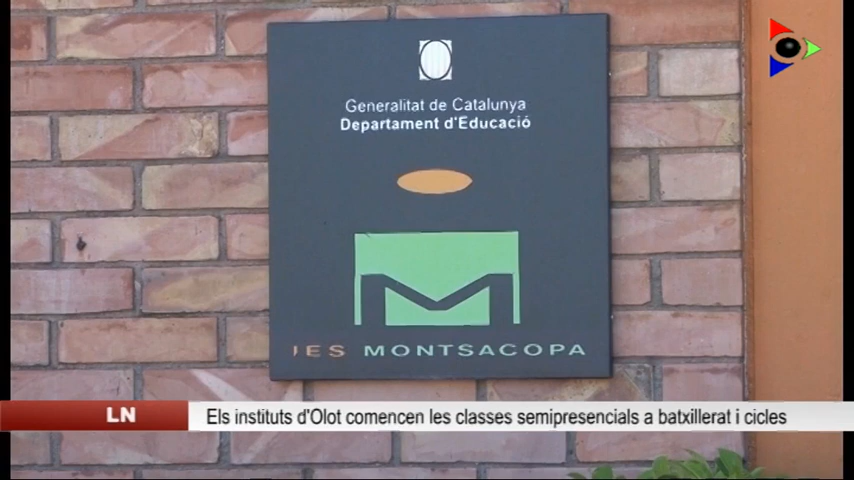 Generalitat de Catalunya
Departament d'Educació
IES MONTSACOPA
LN Els instituts d'Olot comencen les classes semipresencials a batxillerat i cicles